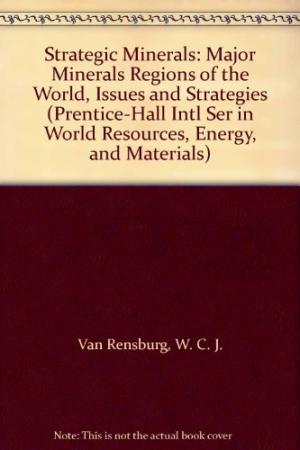 Strategic Minerals: Major
Minerals Regions of the
World, Issues and Strategies
(Prentice-Hall Intl Ser in
World Resources, Energy,
and Materials)
Van Rensburg, W. C. J.
Note: This is not the actual book cover